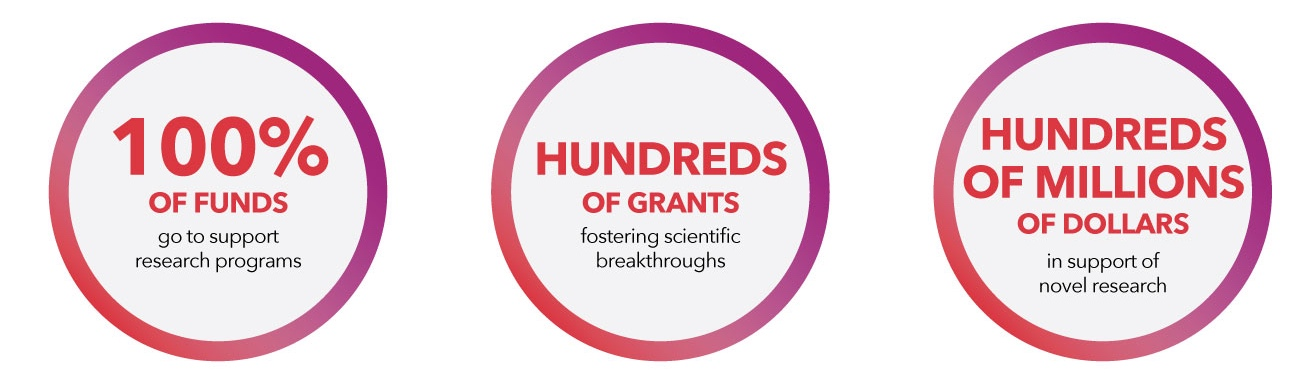 100%
OF FUNDS
go to support
research programs
HUNDREDS
OF GRANTS
fostering scientific
breakthroughs
HUNDREDS
OF MILLIONS
OF DOLLARS
in support of
novel research